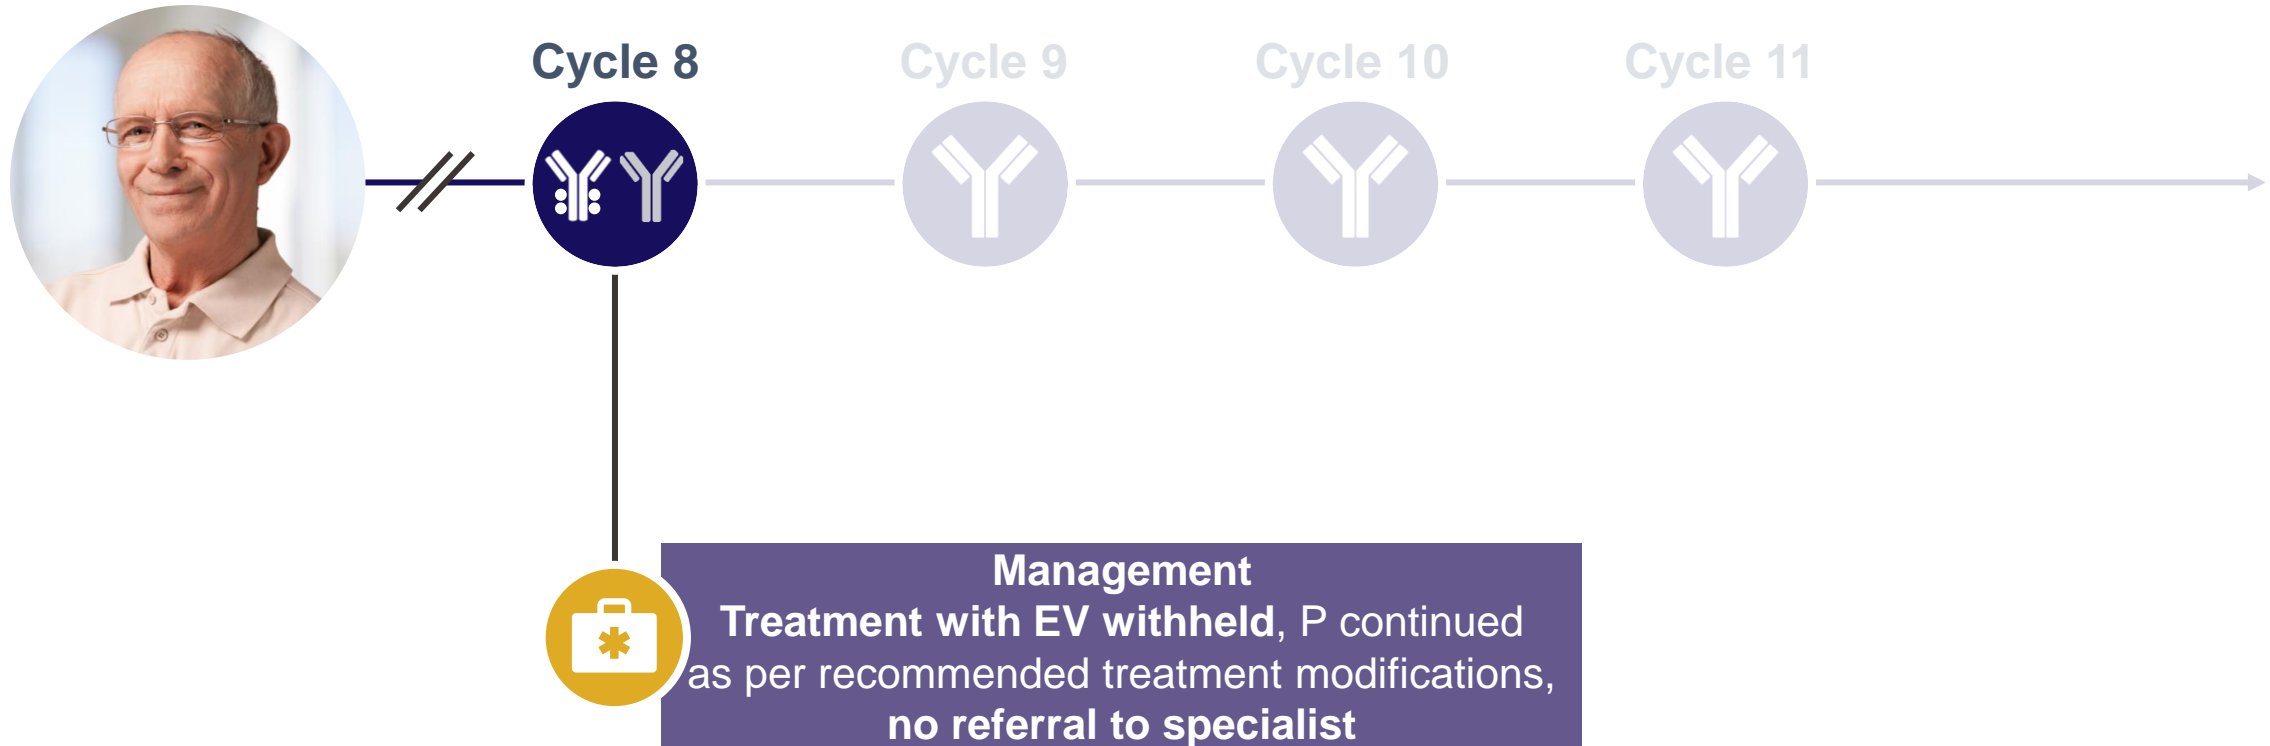 Cycle 8
Cycle 9
Cycle 10
Cycle 11
Management
Treatment with EV withheld, P continued
as per recommended treatment modifications,
no referral to specialist